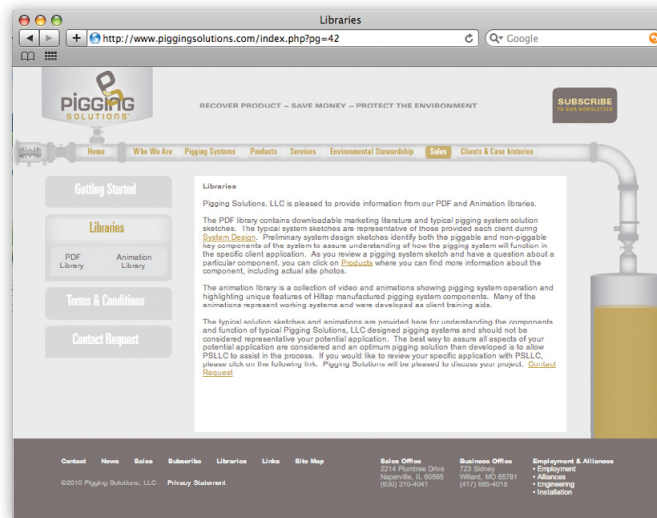 Libraries
http://www.piggingsolutions.com/index.php?pg=42
Google
PIGGING
SOLUTIONS
RECOVER PRODUCT – SAVE MONEY – PROTECT THE ENVIRONMENT
SUBSCRIBE
TO OUR NEWSLETTER
Home Who We Are Pigging Systems Products Services Environmental Stewardship Sales Clients & Case histories
Getting Started
Libraries
PDF Library
Animation Library
Terms & Conditions
Contact Request
Libraries
Pigging Solutions, LLC is pleased to provide information from our PDF and Animation libraries.
The PDF library contains downloadable marketing literature and typical pigging system solution
sketches. The typical system sketches are representative of those provided each client during
System Design. Preliminary system design sketches identify both the piggable and non-piggable
key components of the system to assure understanding of how the pigging system will function in
the specific client application. As you review a pigging system sketch and have a question about a
particular component, you can click on Products where you can find more information about the
component, including actual site photos.
The animation library is a collection of video and animations showing pigging system operation and
highlighting unique features of Hiltap manufactured pigging system components. Many of the
animations represent working systems and were developed as client training aids.
The typical solution sketches and animations are provided here for understanding the components
and function of typical Pigging Solutions, LLC designed pigging systems and should not be
considered representative your potential application. The best way to assure all aspects of your
potential application are considered and an optimum pigging solution then developed is to allow
PSLLC to assist in the process. If you would like to review your specific application with PSLLC,
please click on the following link. Pigging Solutions will be pleased to discuss your project. Contact
Request
Contact News Sales Subscribe Libraries Links Site Map
©2010 Pigging Solutions, LLC Privacy Statement
Sales Office
2214 Plumtree Drive
Naperville, IL 60565
(630) 310-4041
Business Office
723 Sidney
Willard, MO 65781
(417) 685-4018
Employment & Alliances
• Employment
• Alliances
• Engineering
• Installation